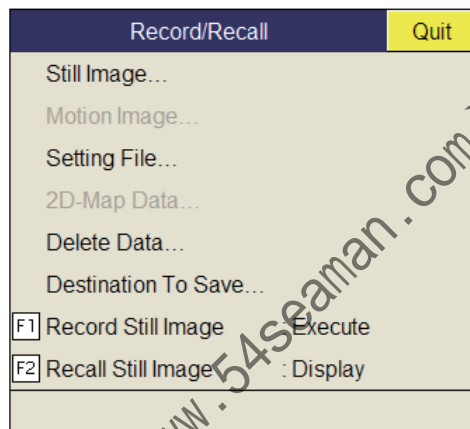 Record/Recall Quit
Still Image...
Motion Image...
Setting File...
2D-Map Data...
Delete Data...
Destination To Save...
F1 Record Still Image : Execute
F2 Recall Still Image : Display
www.54seaman.com